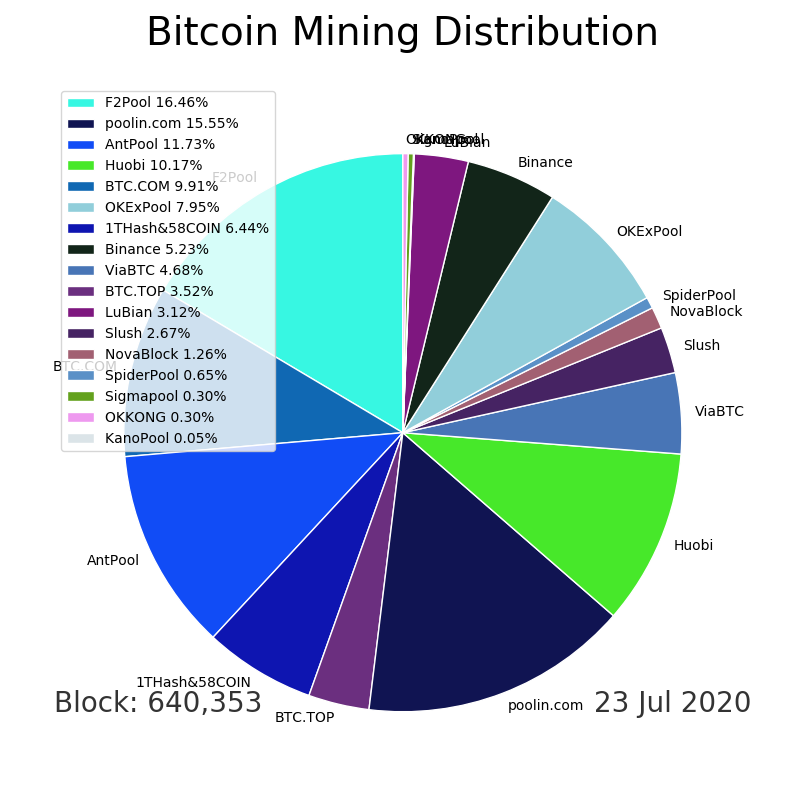 Bitcoin Mining Distribution
F2Pool 16.46%
poolin.com 15.55%
AntPool 11.73%
Huobi 10.17%
BTC.COM 9.91%
OKExPool 7.95%
1THash&58COIN 6.44%
Binance 5.23%
ViaBTC 4.68%
BTC.TOP 3.52%
LuBian 3.12%
Slush 2.67%
NovaBlock 1.26%
SpiderPool 0.65%
Sigmapool 0.30%
OKKONG 0.30%
KanoPool 0.05%
F2Pool
BTC.COM
AntPool
1THash&58COIN
BTC.TOP
poolin.com
Huobi
ViaBTC
Slush
NovaBlock
SpiderPool
OKExPool
Binance
LuBian
Block: 640,353
23 Jul 2020